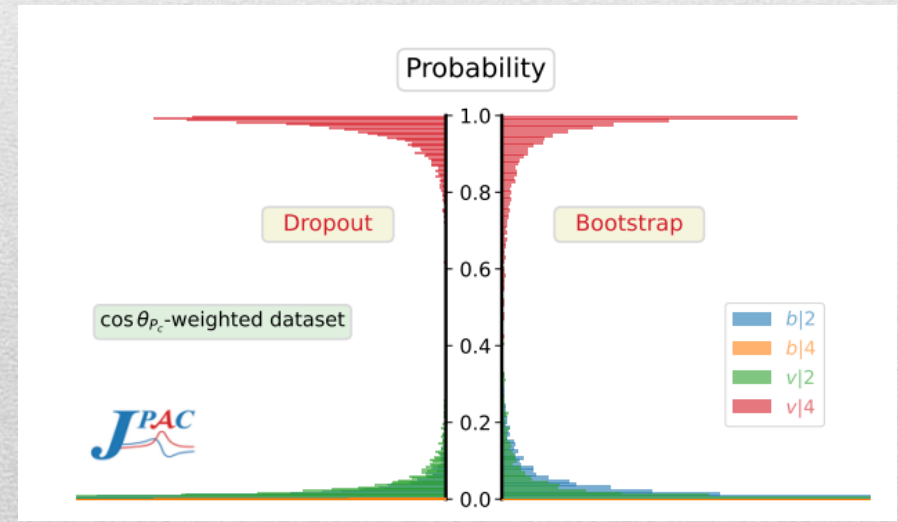 Probability
1.0
0.8
0.6
0.4
0.2
0.0
Dropout
Bootstrap
cos θ_{P_c}-weighted dataset
b|2
b|4
v|2
v|4
JPAC